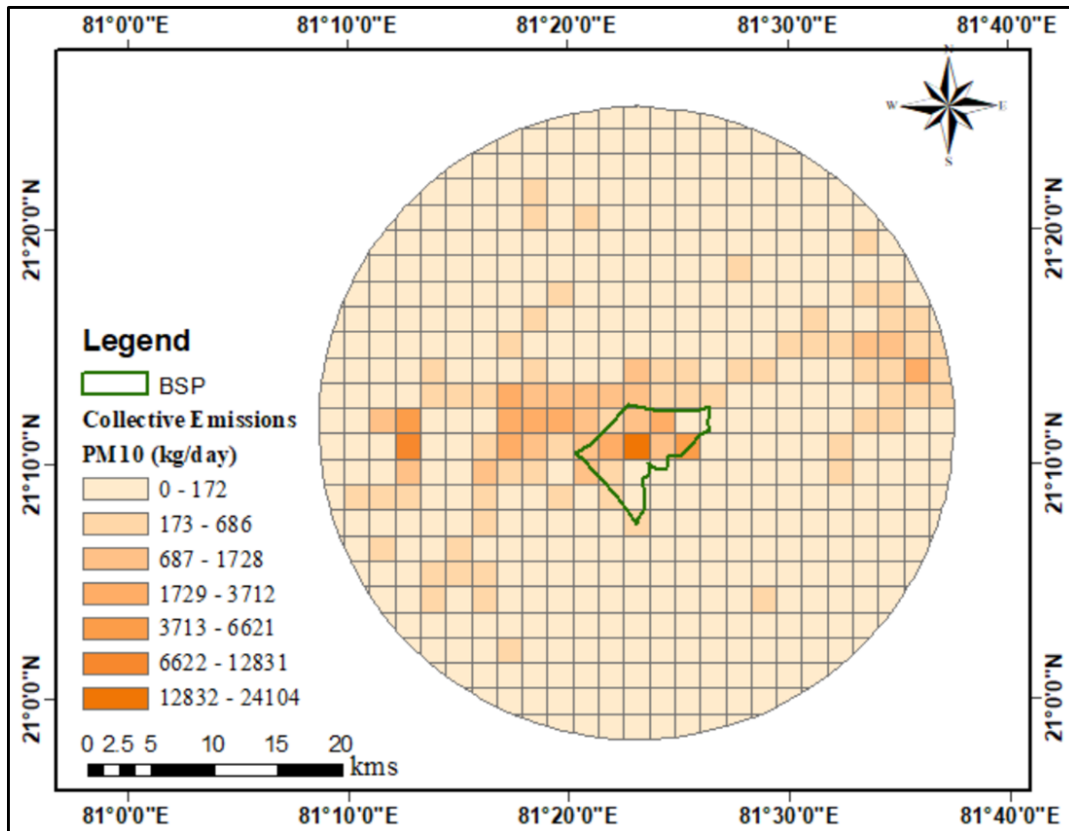 81°0'0"E 81°10'0"E 81°20'0"E 81°30'0"E 81°40'0"E
N
W E
S
21°20'0"N 21°20'0"N
21°10'0"N 21°10'0"N
21°0'0"N 21°0'0"N
Legend
BSP
Collective Emissions
PM10 (kg/day)
0 - 172
173 - 686
687 - 1728
1729 - 3712
3713 - 6621
6622 - 12831
12832 - 24104
0 2.5 5 10 15 20
kms
81°0'0"E 81°10'0"E 81°20'0"E 81°30'0"E 81°40'0"E